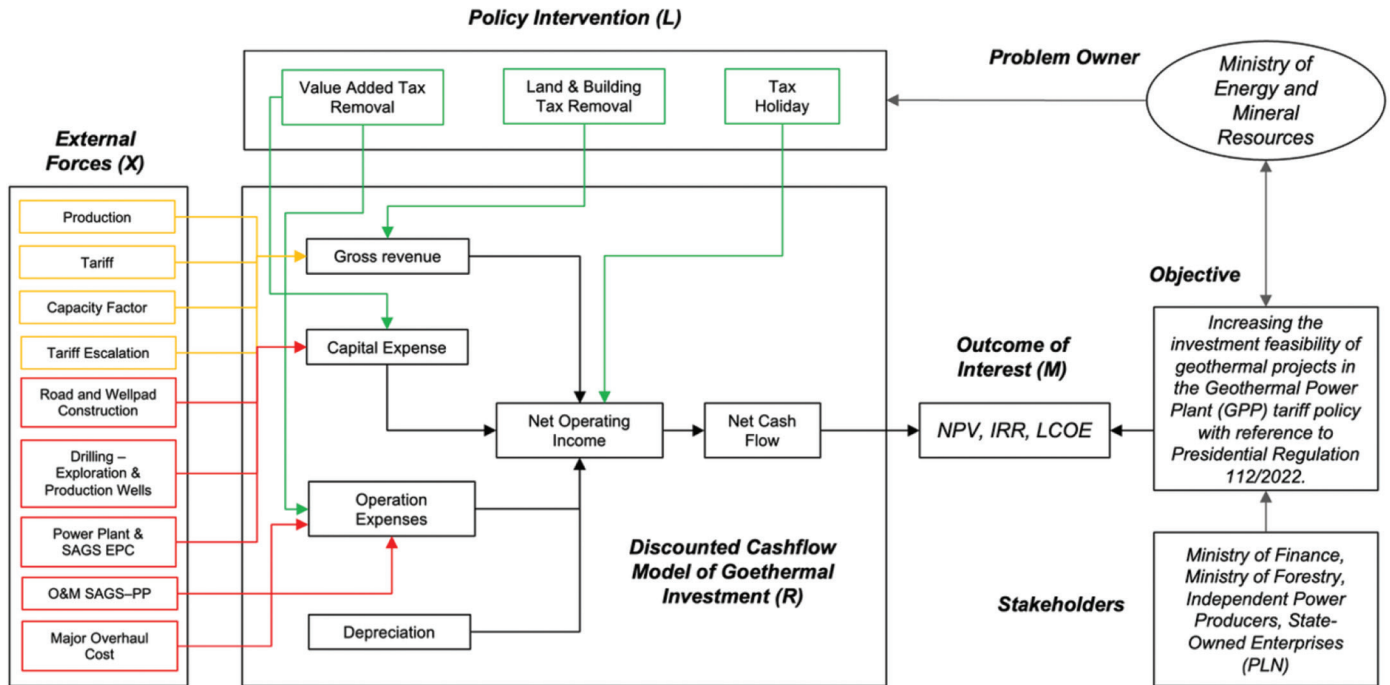 Policy Intervention (L)
Value Added Tax
Removal
Land & Building
Tax Removal
Tax
Holiday
Problem Owner
Ministry of
Energy and
Mineral
Resources
External
Forces (X)
Production
Tariff
Capacity Factor
Tariff Escalation
Road and Wellpad
Construction
Drilling –
Exploration &
Production Wells
Power Plant &
SAGS EPC
O&M SAGS–PP
Major Overhaul
Cost
Gross revenue
Capital Expense
Net Operating
Income
Net Cash
Flow
Operation
Expenses
Depreciation
Discounted Cashflow
Model of Goethermal
Investment (R)
Outcome of
Interest (M)
NPV, IRR, LCOE
Objective
Increasing the
investment feasibility of
geothermal projects in
the Geothermal Power
Plant (GPP) tariff policy
with reference to
Presidential Regulation
112/2022.
Stakeholders
Ministry of Finance,
Ministry of Forestry,
Independent Power
Producers, State-
Owned Enterprises
(PLN)